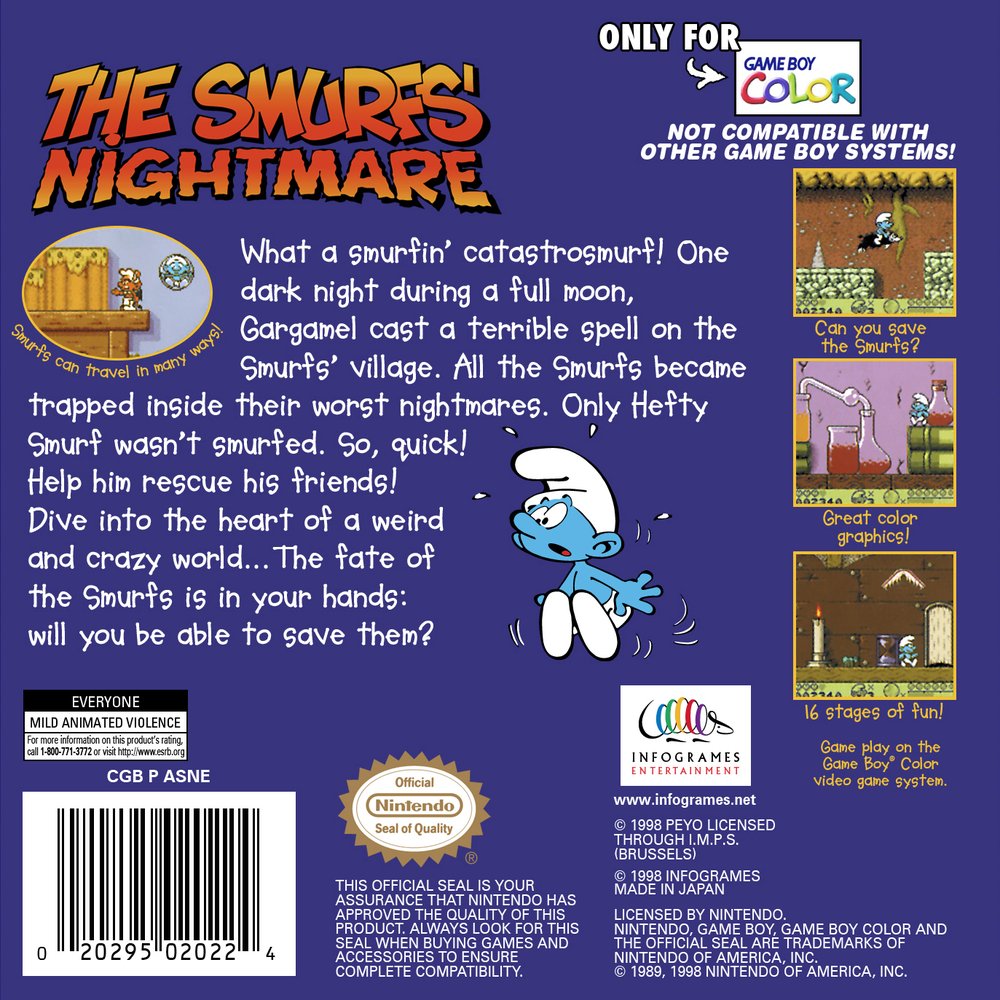 ONLY FOR
GAME BOY
COLOR
NOT COMPATIBLE WITH
OTHER GAME BOY SYSTEMS!
THE SMURFS'
NIGHTMARE
Smurfs can travel in many ways!
What a smurfin' catastrosmurf! One
dark night during a full moon,
Gargamel cast a terrible spell on the
Smurfs' village. All the Smurfs became
trapped inside their worst nightmares. Only Hefty
Smurf wasn't smurfed. So, quick!
Help him rescue his friends!
Dive into the heart of a weird
and crazy world...The fate of
the Smurfs is in your hands:
will you be able to save them?
Can you save
the Smurfs?
Great color
graphics!
16 stages of fun!
Game play on the
Game Boy® Color
video game system.
EVERYONE
MILD ANIMATED VIOLENCE
For more information on this product's rating,
call 1-800-771-3772 or visit http://www.esrb.org
CGB P ASNE
0 20295 02022 4
Official
Nintendo
Seal of Quality
®
THIS OFFICIAL SEAL IS YOUR
ASSURANCE THAT NINTENDO HAS
APPROVED THE QUALITY OF THIS
PRODUCT. ALWAYS LOOK FOR THIS
SEAL WHEN BUYING GAMES AND
ACCESSORIES TO ENSURE
COMPLETE COMPATIBILITY.
INFOGRAMES
ENTERTAINMENT
www.infogrames.net
© 1998 PEYO LICENSED
THROUGH I.M.P.S.
(BRUSSELS)
© 1998 INFOGRAMES
MADE IN JAPAN
LICENSED BY NINTENDO.
NINTENDO, GAME BOY, GAME BOY COLOR AND
THE OFFICIAL SEAL ARE TRADEMARKS OF
NINTENDO OF AMERICA, INC.
© 1989, 1998 NINTENDO OF AMERICA, INC.